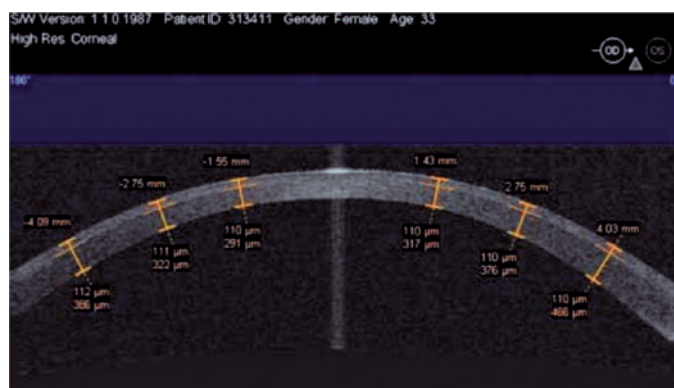 S/W Version: 1 1 0 1987 Patient ID: 313411 Gender: Female Age: 33
High Res. Corneal
OD OS
180° 0
-1.55 mm 1.43 mm
-2.75 mm 2.75 mm
-4.09 mm 4.03 mm
110 µm 110 µm
291 µm 317 µm
111 µm 110 µm
322 µm 376 µm
112 µm 110 µm
386 µm 466 µm